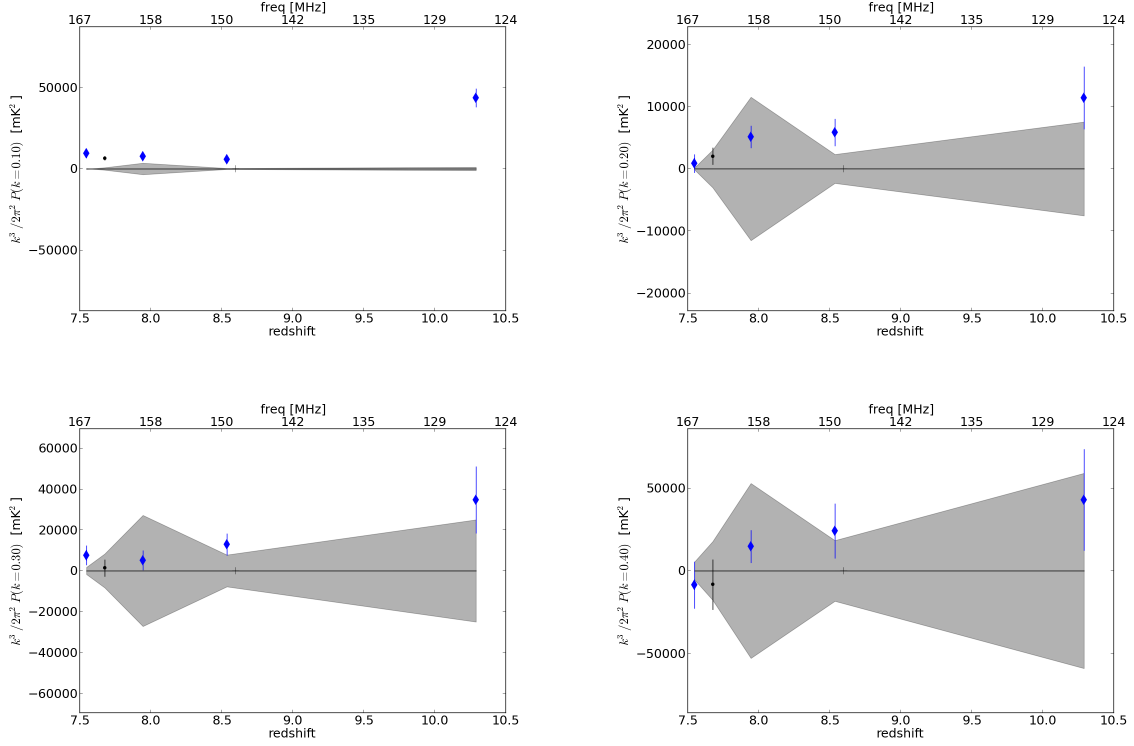 freq [MHz]
167 158 150 142 135 129 124
50000
0
−50000
k³/2π² P(k=0.10) [mK²]
7.5 8.0 8.5 9.0 9.5 10.0 10.5
redshift
freq [MHz]
167 158 150 142 135 129 124
20000
10000
0
−10000
−20000
k³/2π² P(k=0.20) [mK²]
7.5 8.0 8.5 9.0 9.5 10.0 10.5
redshift
freq [MHz]
167 158 150 142 135 129 124
60000
40000
20000
0
−20000
−40000
−60000
k³/2π² P(k=0.30) [mK²]
7.5 8.0 8.5 9.0 9.5 10.0 10.5
redshift
freq [MHz]
167 158 150 142 135 129 124
50000
0
−50000
k³/2π² P(k=0.40) [mK²]
7.5 8.0 8.5 9.0 9.5 10.0 10.5
redshift